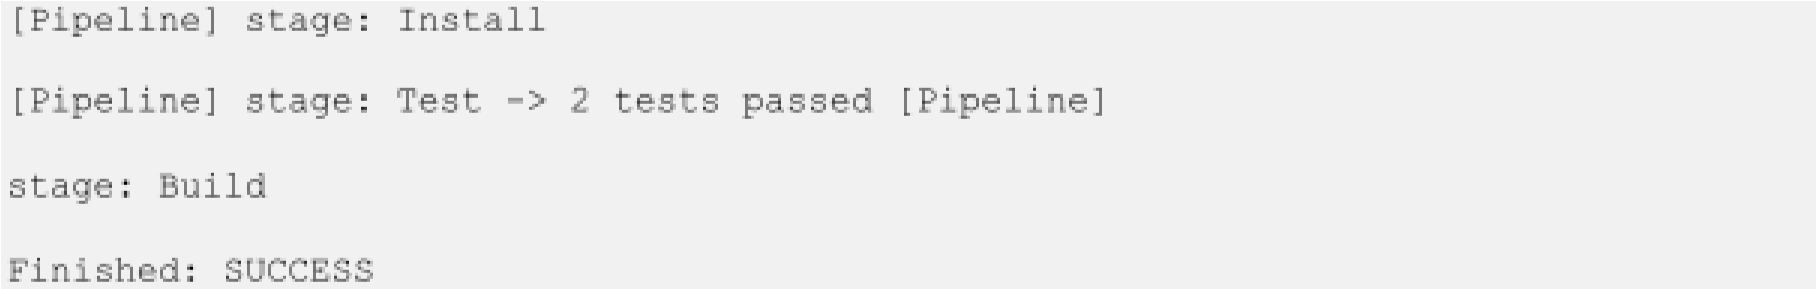 [Pipeline] stage: Install
[Pipeline] stage: Test -> 2 tests passed [Pipeline]
stage: Build
Finished: SUCCESS